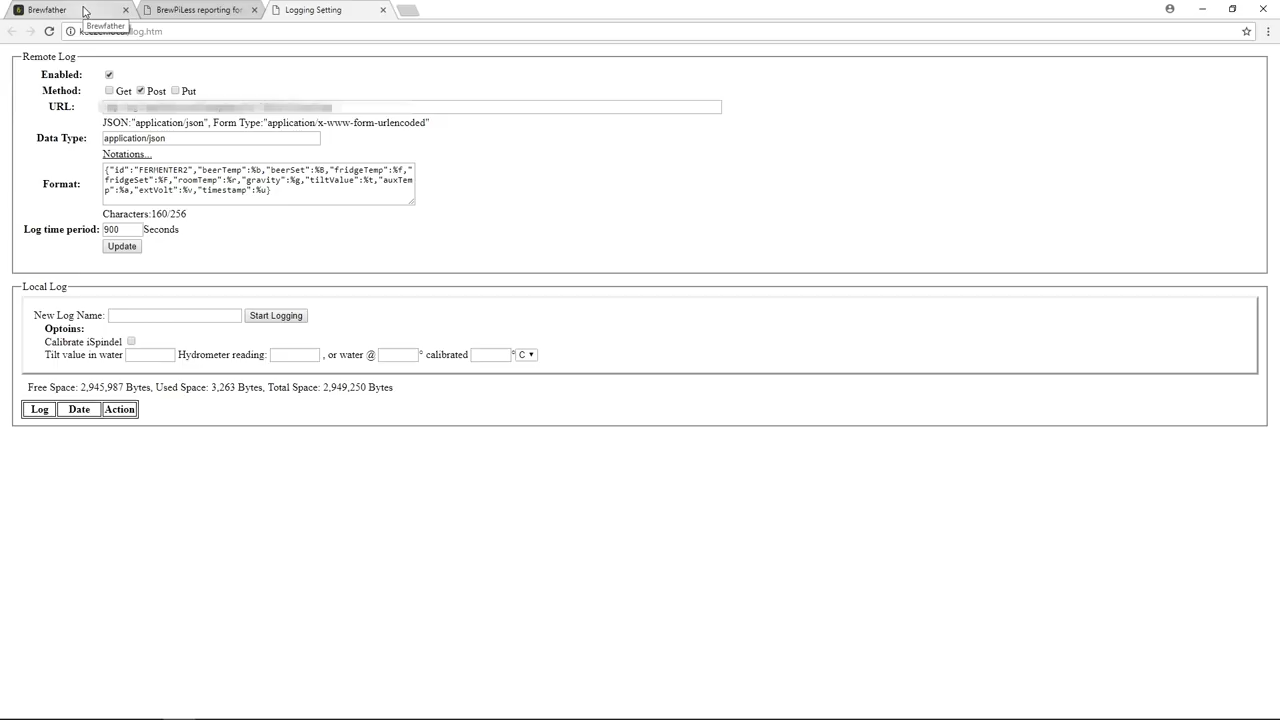 Brewfather
BrewPiLess reporting for
Logging Setting
Brewfather
log.htm
Remote Log
Enabled:
Method: Get Post Put
URL:
JSON:"application/json", Form Type:"application/x-www-form-urlencoded"
Data Type: application/json
Notations...
Format:
{"id":"FERMENTER2","beerTemp":%b,"beerSet":%B,"fridgeTemp":%f,"
fridgeSet":%F,"roomTemp":%r,"gravity":%g,"tiltValue":%t,"auxTem
p":%a,"extVolt":%v,"timestamp":%u}
Characters:160/256
Log time period: 900 Seconds
Update
Local Log
New Log Name: Start Logging
Optoins:
Calibrate iSpindel
Tilt value in water Hydrometer reading: , or water @ ° calibrated ° C
Free Space: 2,945,987 Bytes, Used Space: 3,263 Bytes, Total Space: 2,949,250 Bytes
Log Date Action